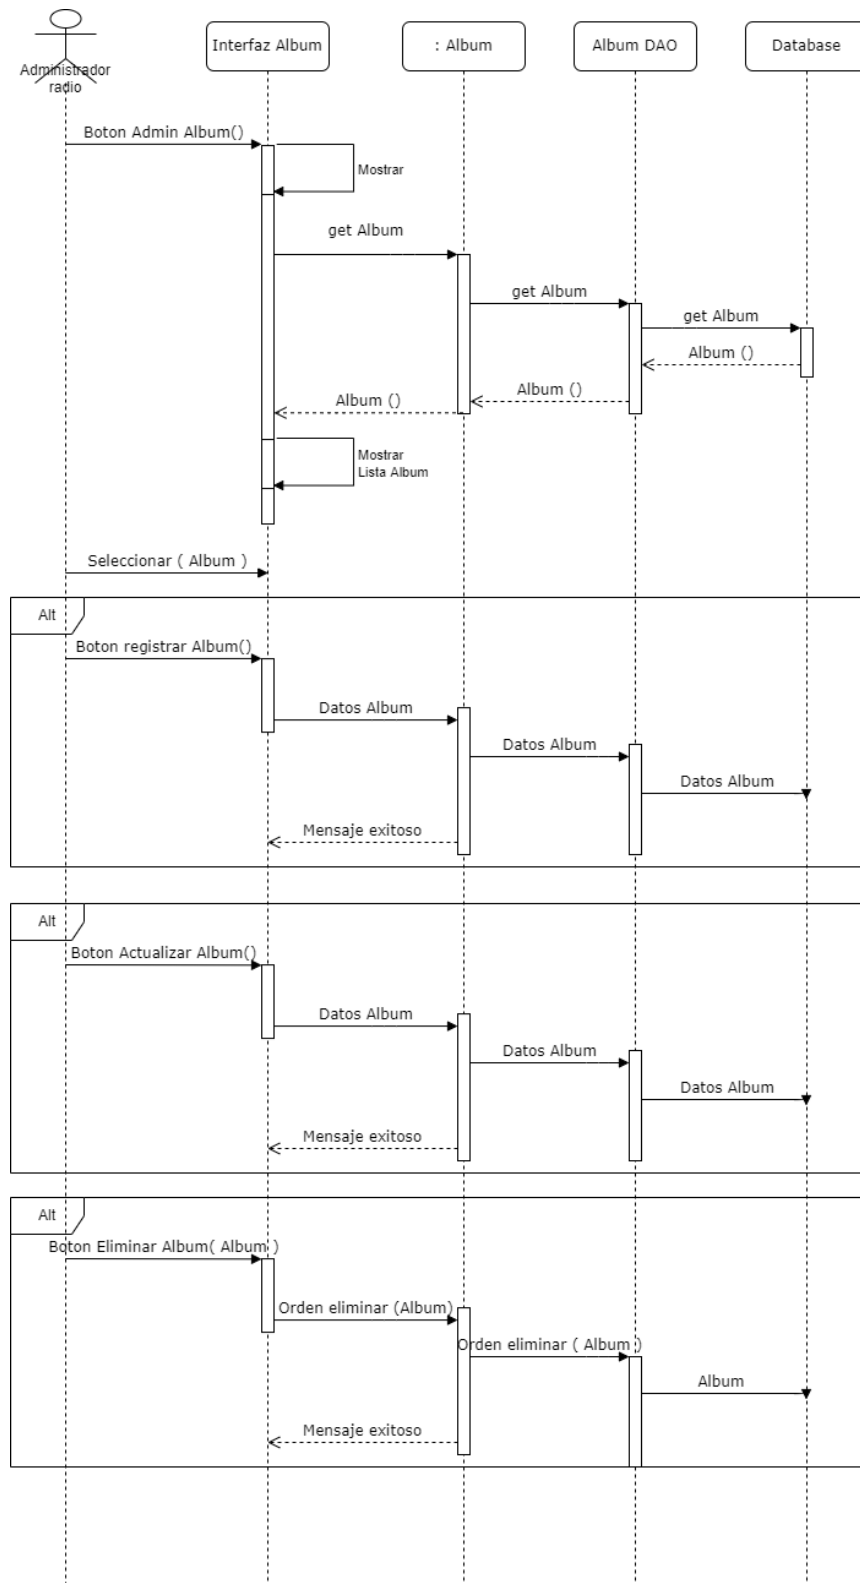 Administrador
radio
Interfaz Album
: Album
Album DAO
Database
Boton Admin Album()
Mostrar
get Album
get Album
get Album
Album ()
Album ()
Album ()
Mostrar
Lista Album
Seleccionar ( Album )
Alt
Boton registrar Album()
Datos Album
Datos Album
Datos Album
Mensaje exitoso
Alt
Boton Actualizar Album()
Datos Album
Datos Album
Datos Album
Mensaje exitoso
Alt
Boton Eliminar Album( Album )
Orden eliminar (Album)
Orden eliminar ( Album )
Album
Mensaje exitoso